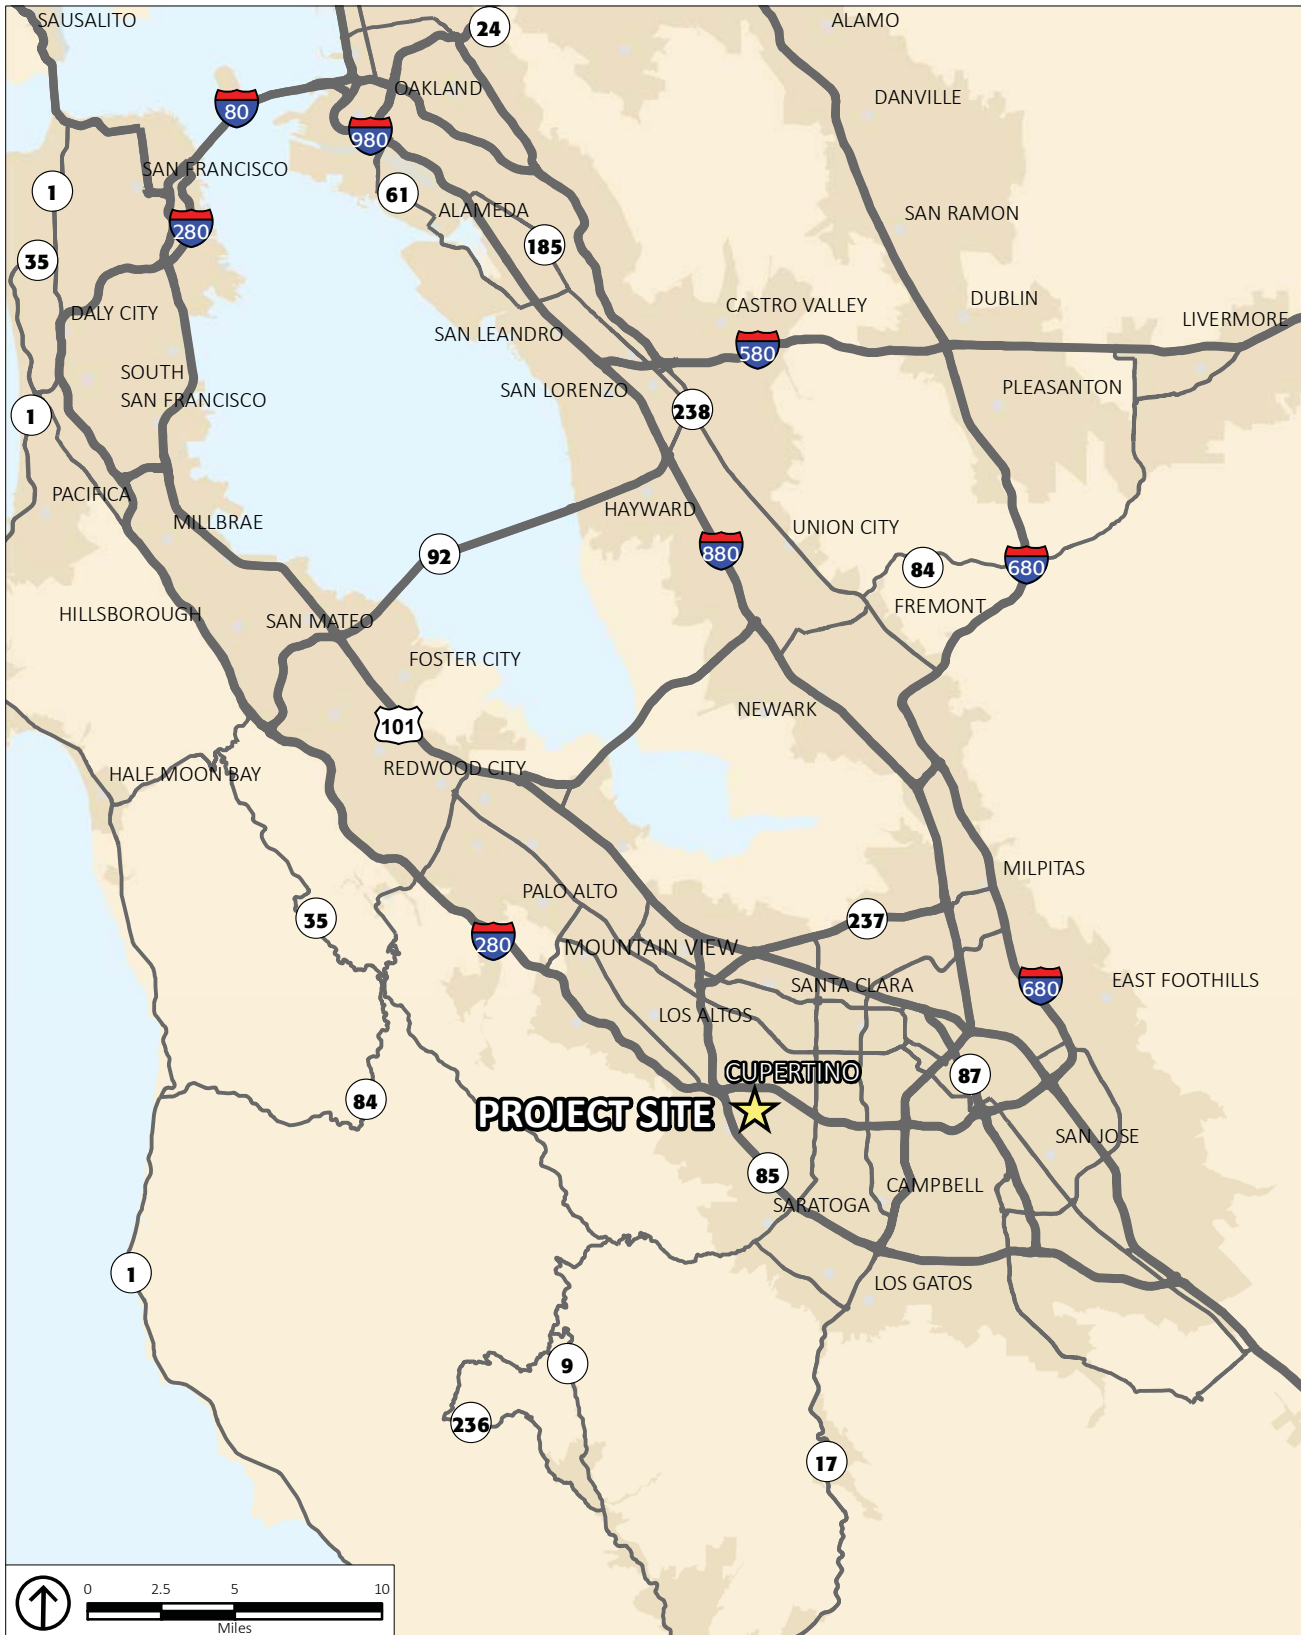 SAUSALITO
24
ALAMO
80
OAKLAND
DANVILLE
980
SAN FRANCISCO
1
61
ALAMEDA
SAN RAMON
280
185
35
DUBLIN
CASTRO VALLEY
DALY CITY
LIVERMORE
SAN LEANDRO
580
SOUTH
SAN FRANCISCO
PLEASANTON
SAN LORENZO
1
238
PACIFICA
HAYWARD
MILLBRAE
UNION CITY
92
880
84
680
FREMONT
HILLSBOROUGH
SAN MATEO
FOSTER CITY
NEWARK
101
REDWOOD CITY
HALF MOON BAY
MILPITAS
PALO ALTO
35
237
280
MOUNTAIN VIEW
EAST FOOTHILLS
SANTA CLARA
680
LOS ALTOS
CUPERTINO
87
84
PROJECT SITE
SAN JOSE
85
CAMPBELL
SARATOGA
1
LOS GATOS
9
236
17
0 2.5 5 10
Miles